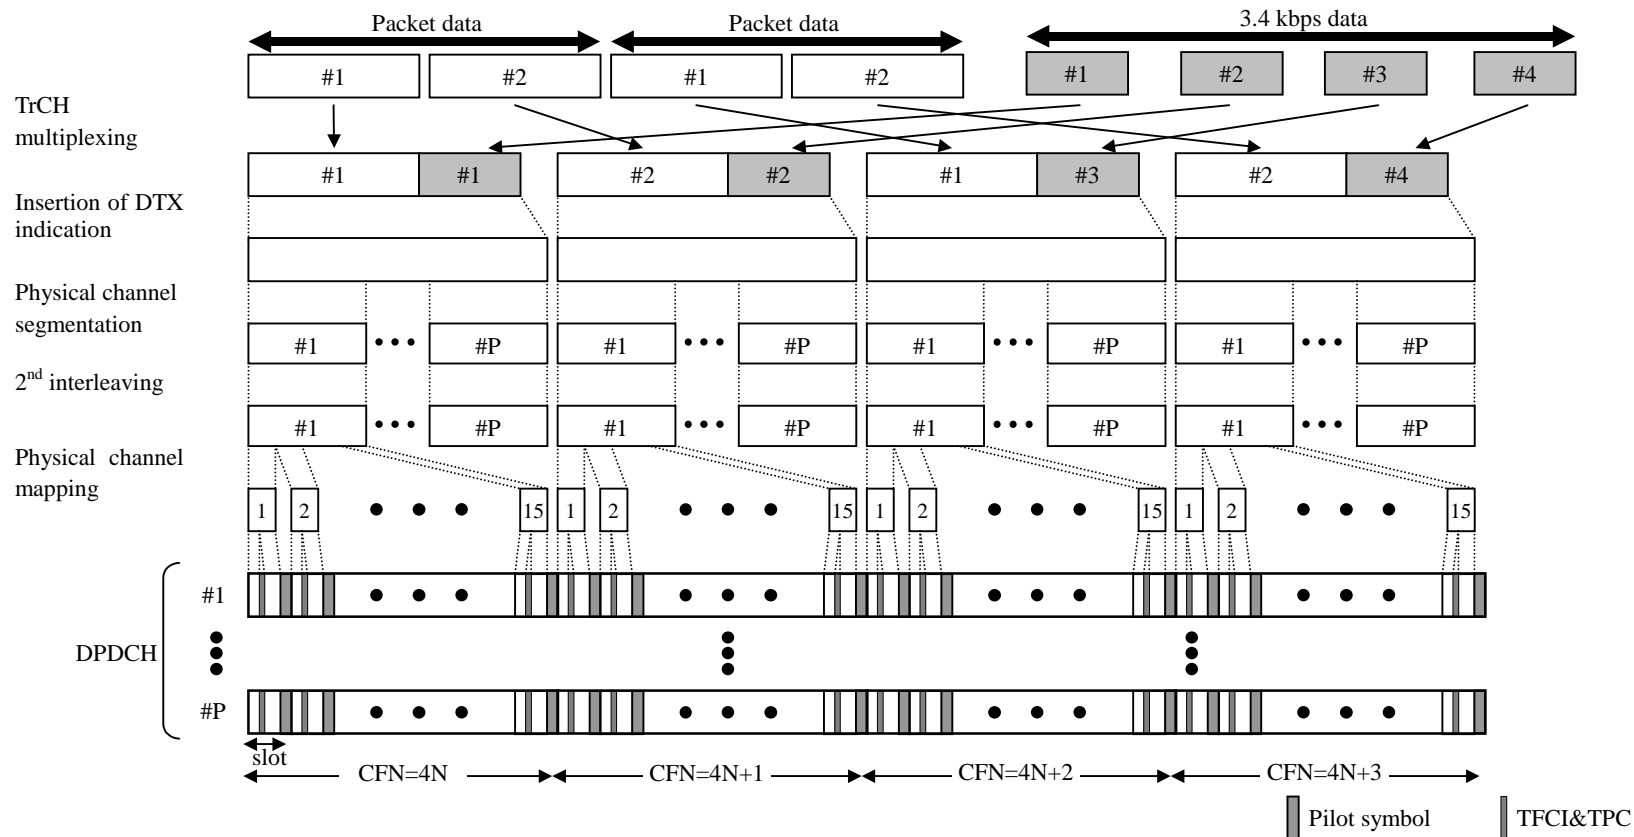 Packet data Packet data 3.4 kbps data
#1 #2 #1 #2 #1 #2 #3 #4
TrCH
multiplexing
#1 #1 #2 #2 #1 #3 #2 #4
Insertion of DTX
indication
Physical channel
segmentation
#1 #P #1 #P #1 #P #1 #P
2nd interleaving
#1 #P #1 #P #1 #P #1 #P
Physical channel
mapping
1 2 15 1 2 15 1 2 15 1 2 15
#1
DPDCH
#P
slot
CFN=4N CFN=4N+1 CFN=4N+2 CFN=4N+3
Pilot symbol TFCI&TPC